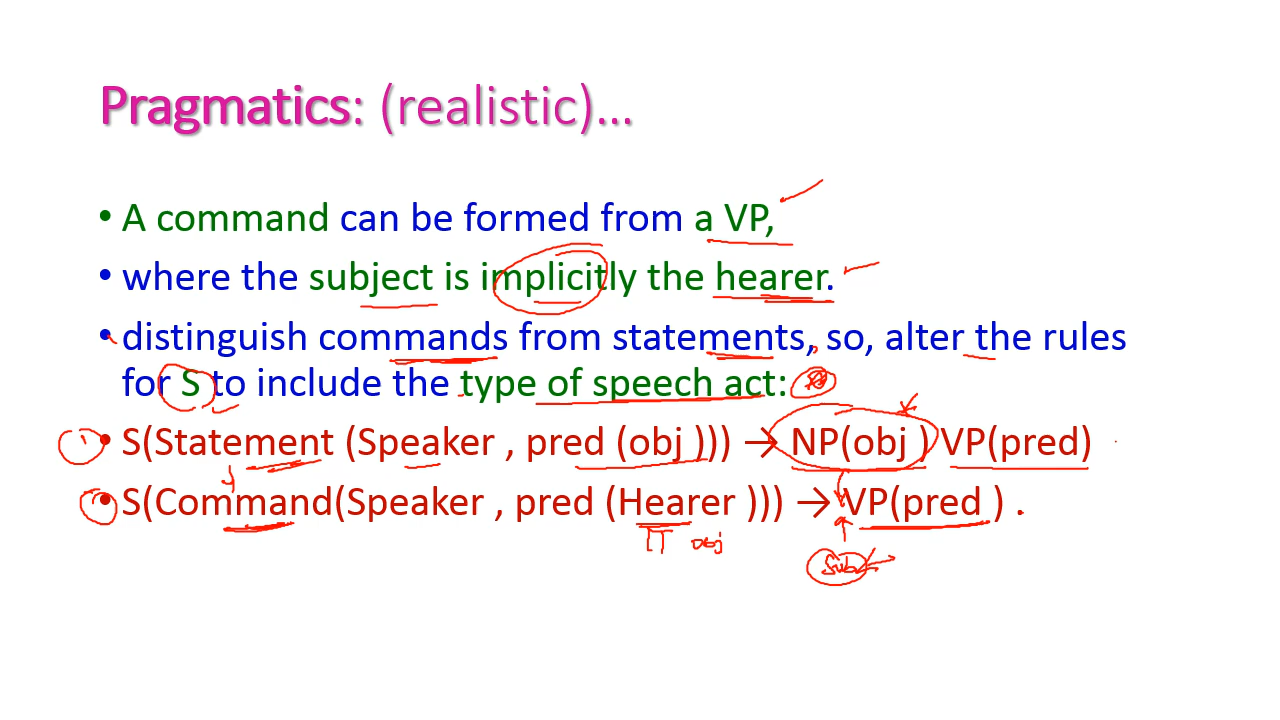 Pragmatics: (realistic)...
• A command can be formed from a VP,
• where the subject is implicitly the hearer.
• distinguish commands from statements, so, alter the rules
for S to include the type of speech act:
• S(Statement (Speaker , pred (obj ))) → NP(obj ) VP(pred)
• S(Command(Speaker , pred (Hearer ))) → VP(pred ) .
obj
Sub